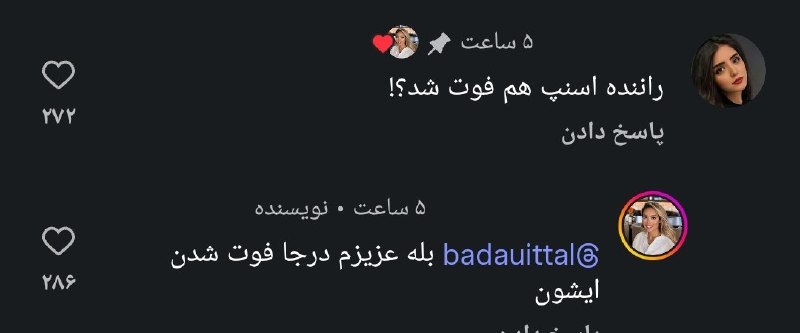 ۵ ساعت
راننده اسنپ هم فوت شد؟!
۲۷۲
پاسخ دادن
۵ ساعت • نویسنده
@badauittal بله عزیزم درجا فوت شدن
ایشون
۲۸۶